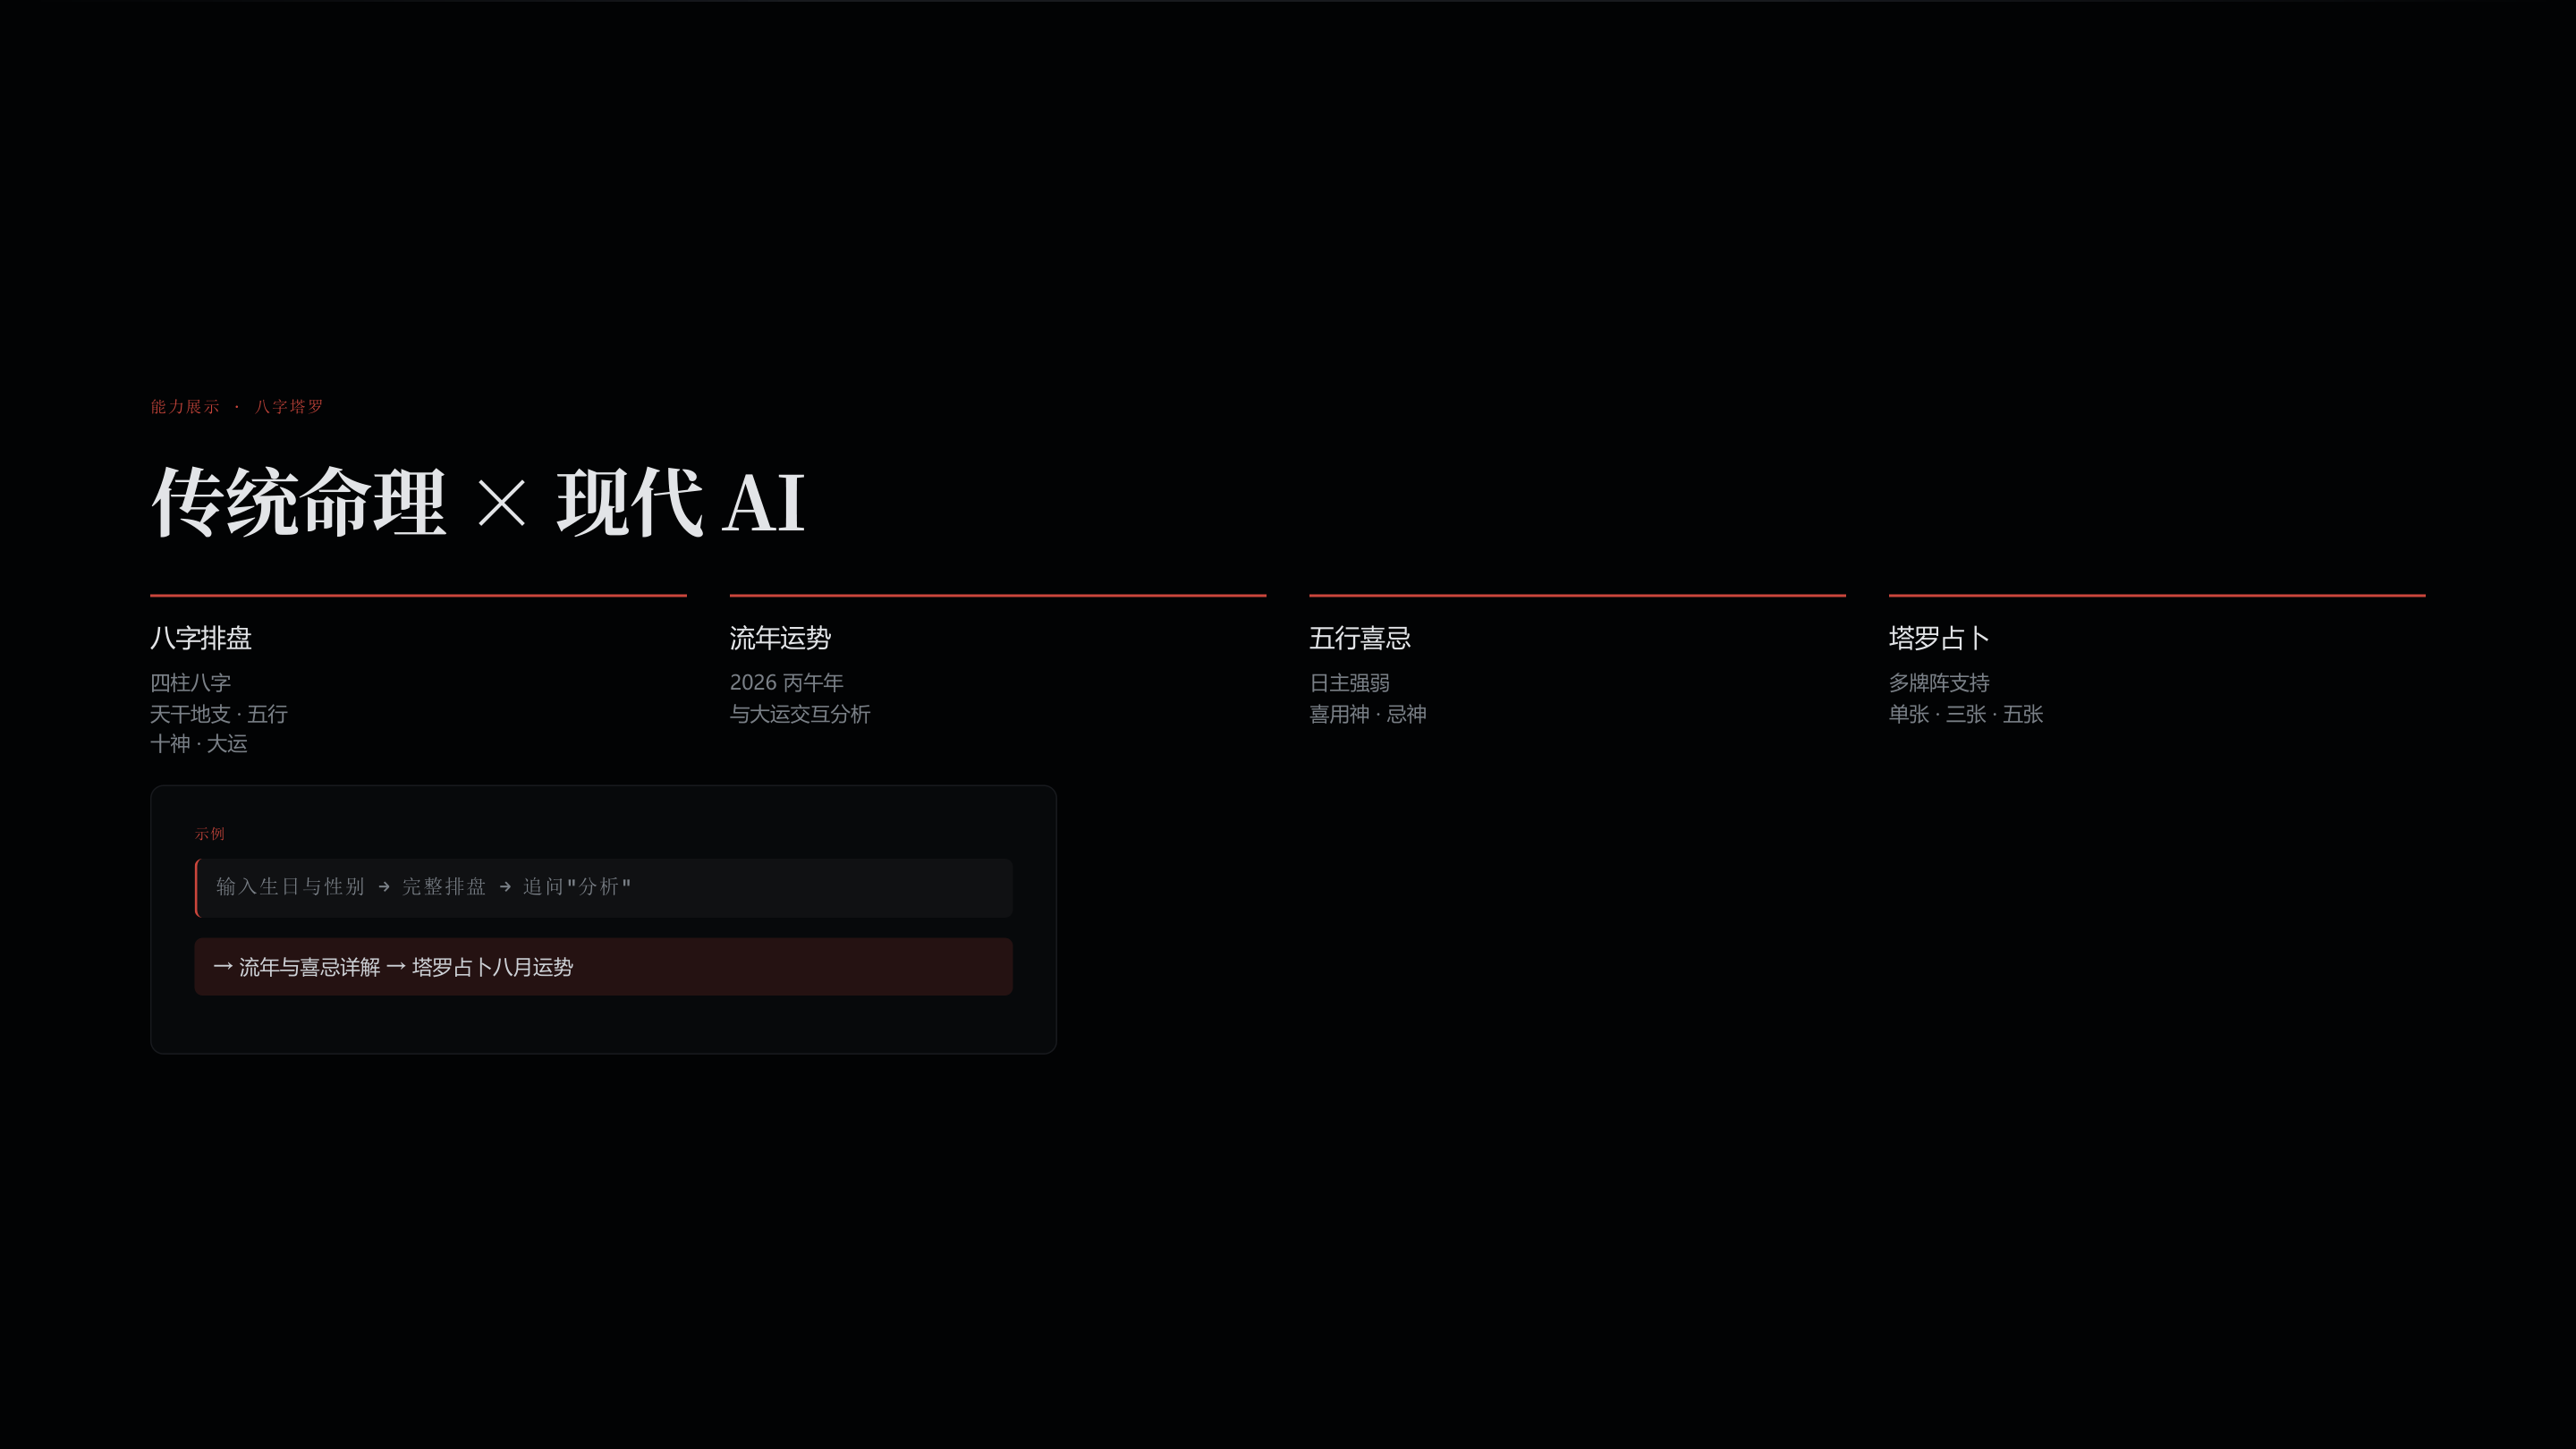 能力展示 · 八字塔罗
传统命理 × 现代 AI
八字排盘
四柱八字
天干地支 · 五行
十神 · 大运
流年运势
2026 丙午年
与大运交互分析
五行喜忌
日主强弱
喜用神 · 忌神
塔罗占卜
多牌阵支持
单张 · 三张 · 五张
示例
输入生日与性别 → 完整排盘 → 追问"分析"
→ 流年与喜忌详解 → 塔罗占卜八月运势